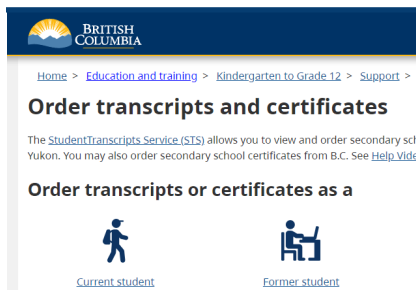 BRITISH
COLUMBIA
Home > Education and training > Kindergarten to Grade 12 > Support >
Order transcripts and certificates
The StudentTranscripts Service (STS) allows you to view and order secondary
Yukon. You may also order secondary school certificates from B.C. See Help
Order transcripts or certificates as a
Current student Former student